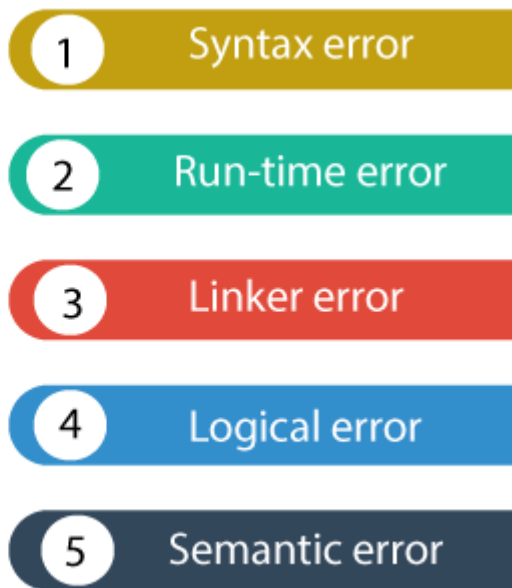 1 Syntax error
2 Run-time error
3 Linker error
4 Logical error
5 Semantic error